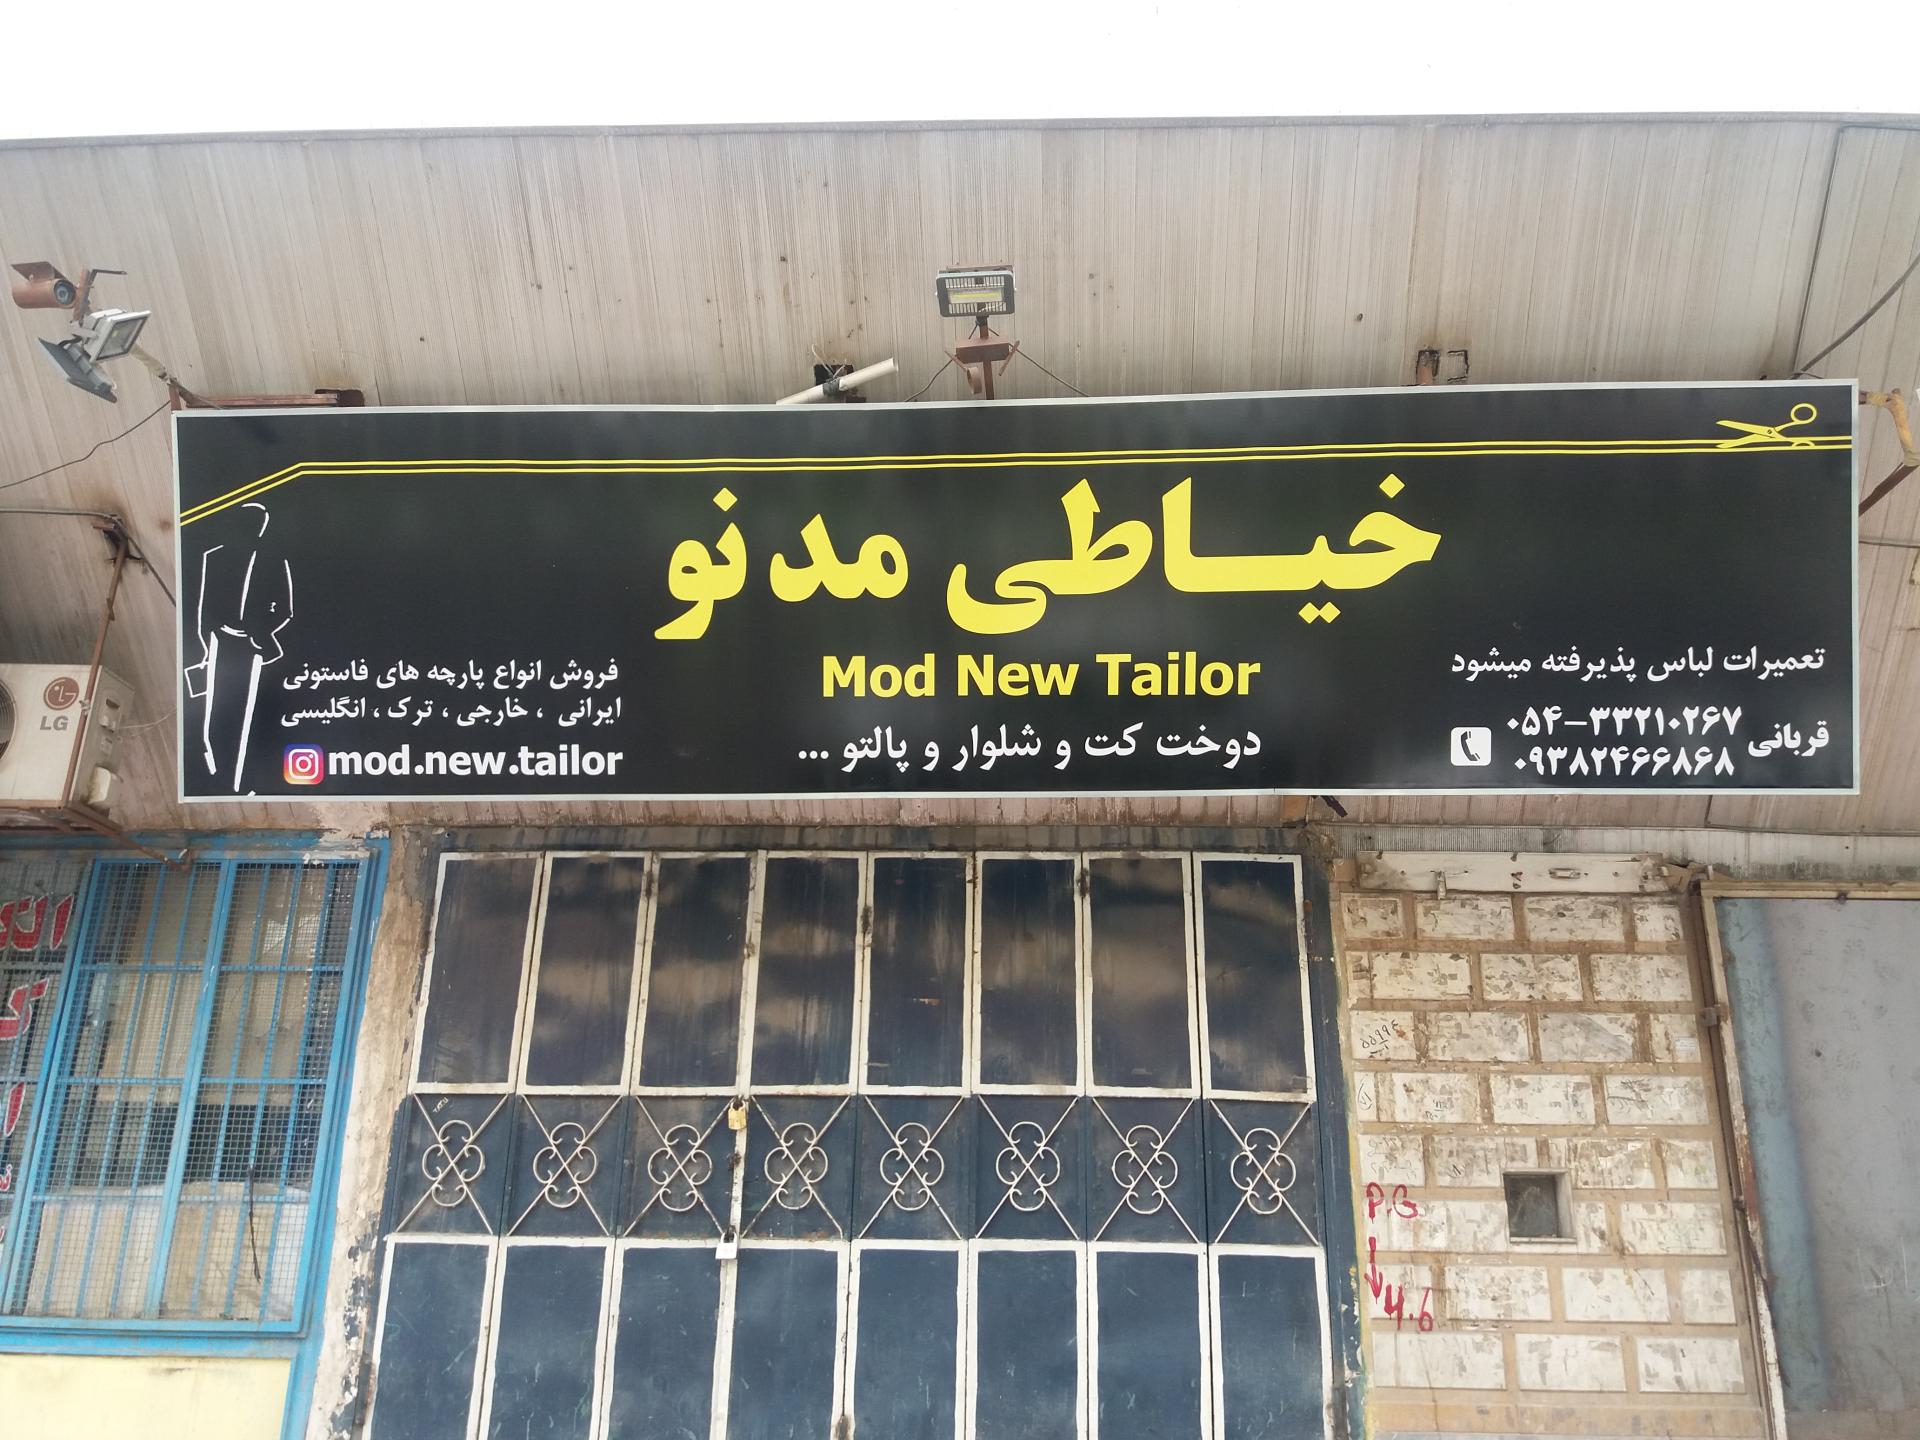 خیاطی مدنو
Mod New Tailor
دوخت کت و شلوار و پالتو ...
تعمیرات لباس پذیرفته میشود
قربانی
۰۵۴-۳۳۲۱۰۲۶۷
۰۹۳۸۲۴۶۶۸۶۸
فروش انواع پارچه های فاستونی
ایرانی ، خارجی ، ترک ، انگلیسی
mod.new.tailor
LG
P.G
4.6